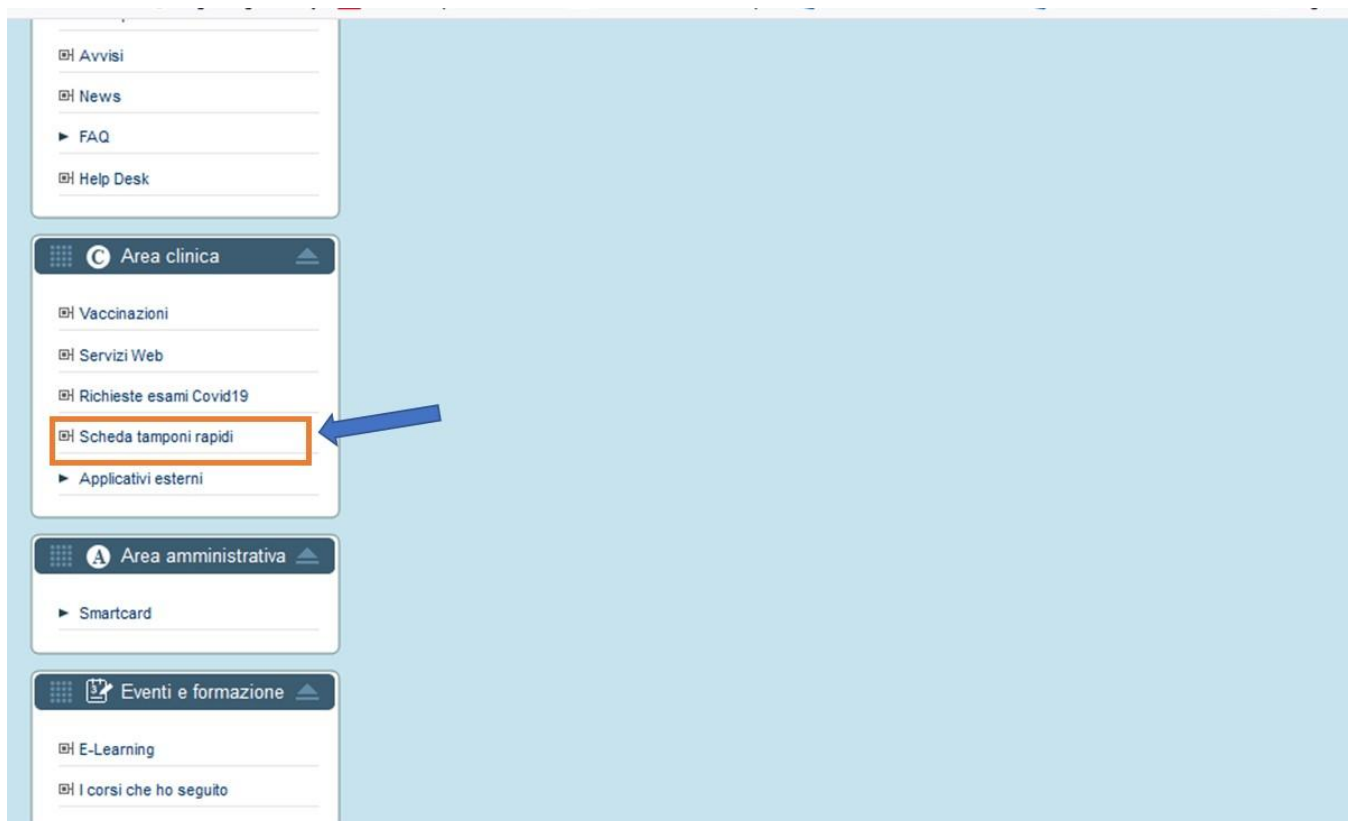 Avvisi
News
FAQ
Help Desk
C Area clinica
Vaccinazioni
Servizi Web
Richieste esami Covid19
Scheda tamponi rapidi
Applicativi esterni
A Area amministrativa
Smartcard
Eventi e formazione
E-Learning
I corsi che ho seguito